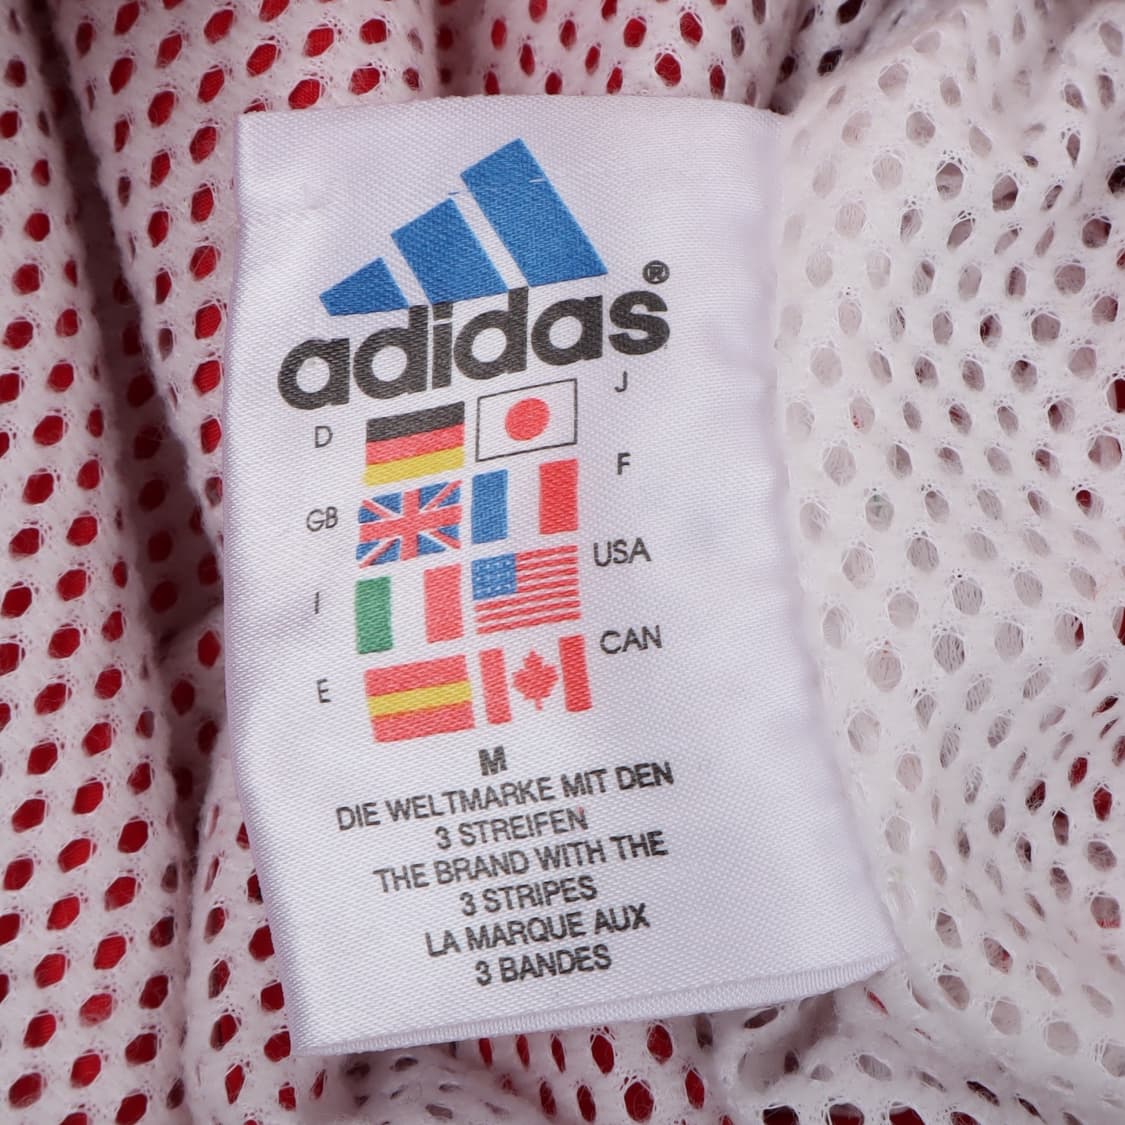 adidas®
D J
GB F
I USA
E CAN
M
DIE WELTMARKE MIT DEN
3 STREIFEN
THE BRAND WITH THE
3 STRIPES
LA MARQUE AUX
3 BANDES